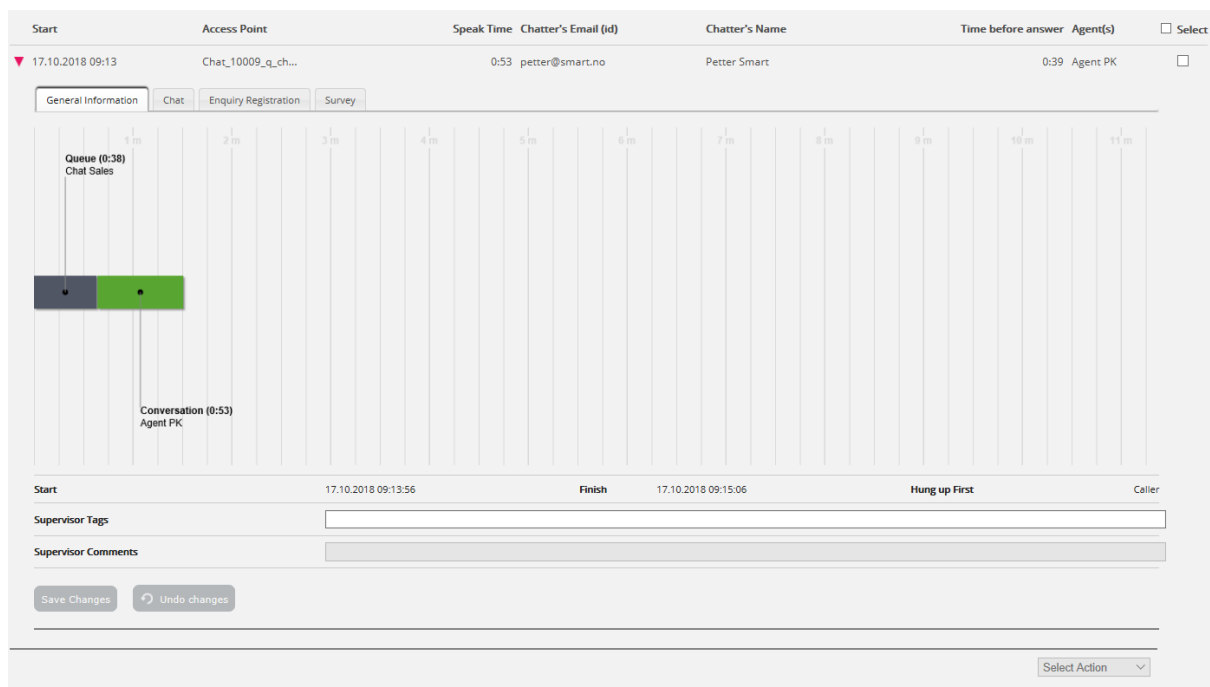 Start Access Point Speak Time Chatter's Email (id) Chatter's Name Time before answer Agent(s) Select
17.10.2018 09:13 Chat_10009_q_ch... 0:53 petter@smart.no Petter Smart 0:39 Agent PK
General Information Chat Enquiry Registration Survey
1 m 2 m 3 m 4 m 5 m 6 m 7 m 8 m 9 m 10 m 11 m
Queue (0:38)
Chat Sales
Conversation (0:53)
Agent PK
Start 17.10.2018 09:13:56 Finish 17.10.2018 09:15:06 Hung up First Caller
Supervisor Tags
Supervisor Comments
Save Changes Undo changes
Select Action